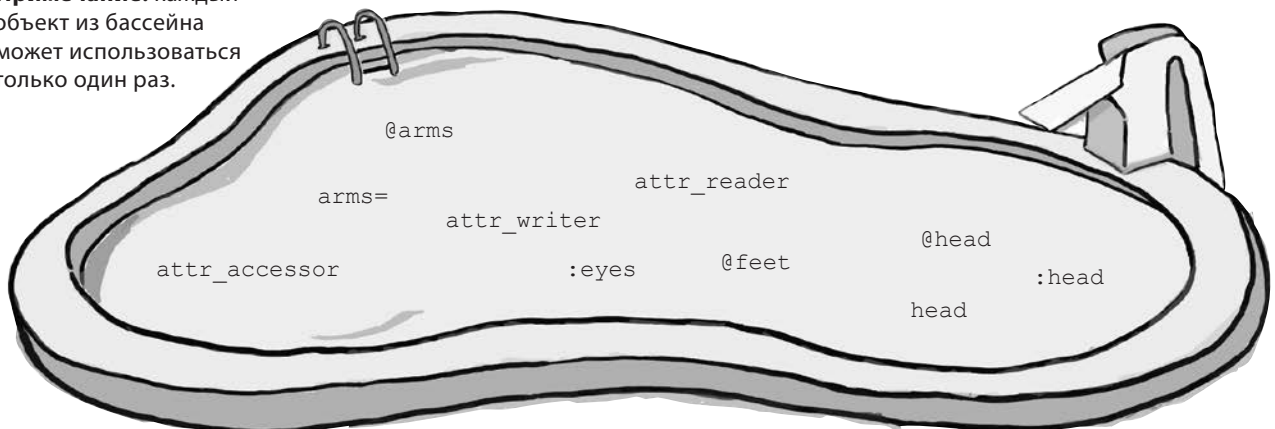 объект из бассейна
может использоваться
только один раз.
@arms
attr_reader
arms=
attr_writer
@head
attr_accessor
:eyes
@feet
:head
head